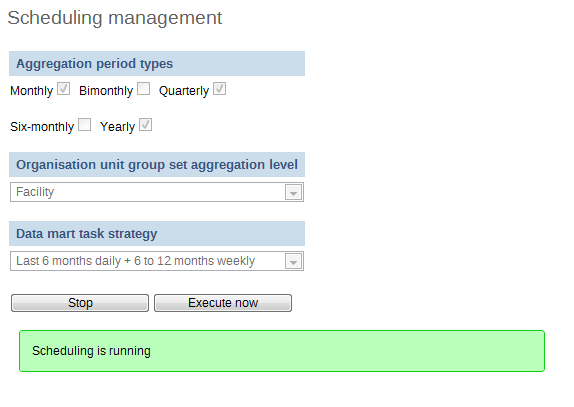 Scheduling management
Aggregation period types
Monthly Bimonthly Quarterly
Six-monthly Yearly
Organisation unit group set aggregation level
Facility
Data mart task strategy
Last 6 months daily + 6 to 12 months weekly
Stop Execute now
Scheduling is running